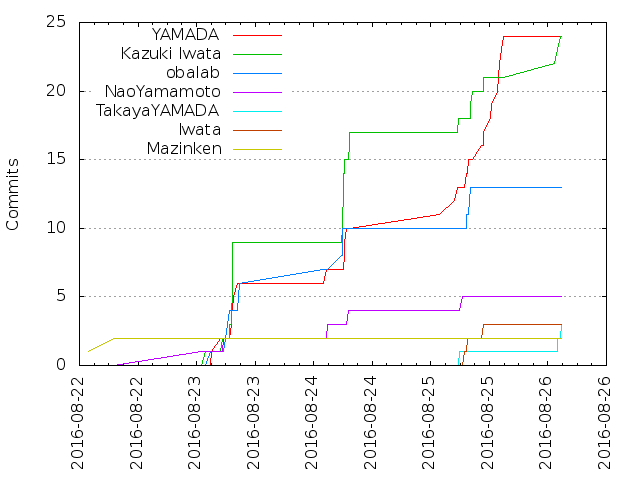 25
20
15
10
5
0
Commits
YAMADA
Kazuki Iwata
obalab
NaoYamamoto
TakayaYAMADA
Iwata
Mazinken
2016-08-22
2016-08-22
2016-08-23
2016-08-23
2016-08-24
2016-08-24
2016-08-25
2016-08-25
2016-08-26
2016-08-26